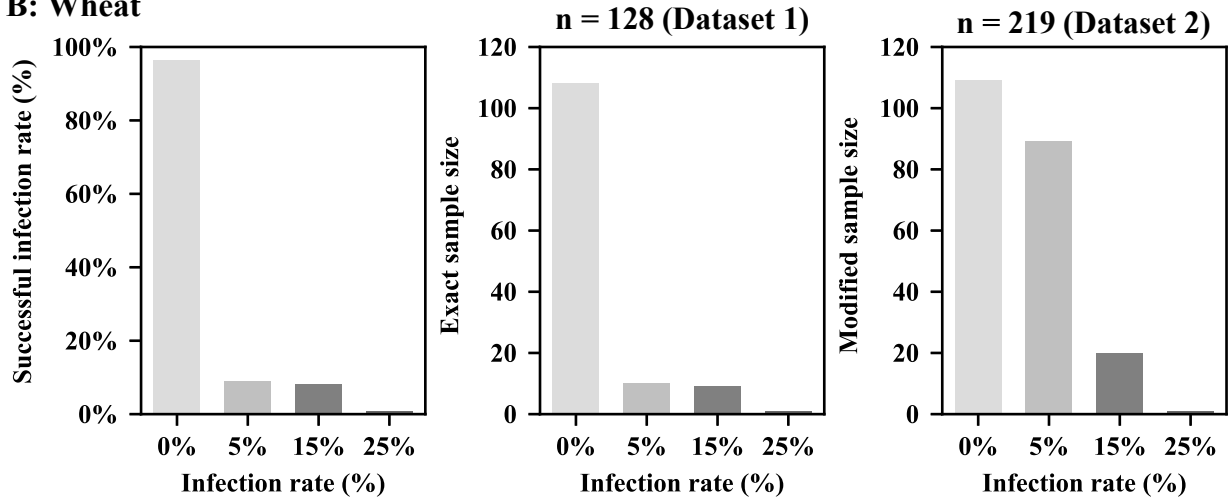 B: Wheat
n = 128 (Dataset 1)
n = 219 (Dataset 2)
Successful infection rate (%)
100%
80%
60%
40%
20%
0%
0% 5% 15% 25%
Infection rate (%)
Exact sample size
120
100
80
60
40
20
0
0% 5% 15% 25%
Infection rate (%)
Modified sample size
120
100
80
60
40
20
0
0% 5% 15% 25%
Infection rate (%)